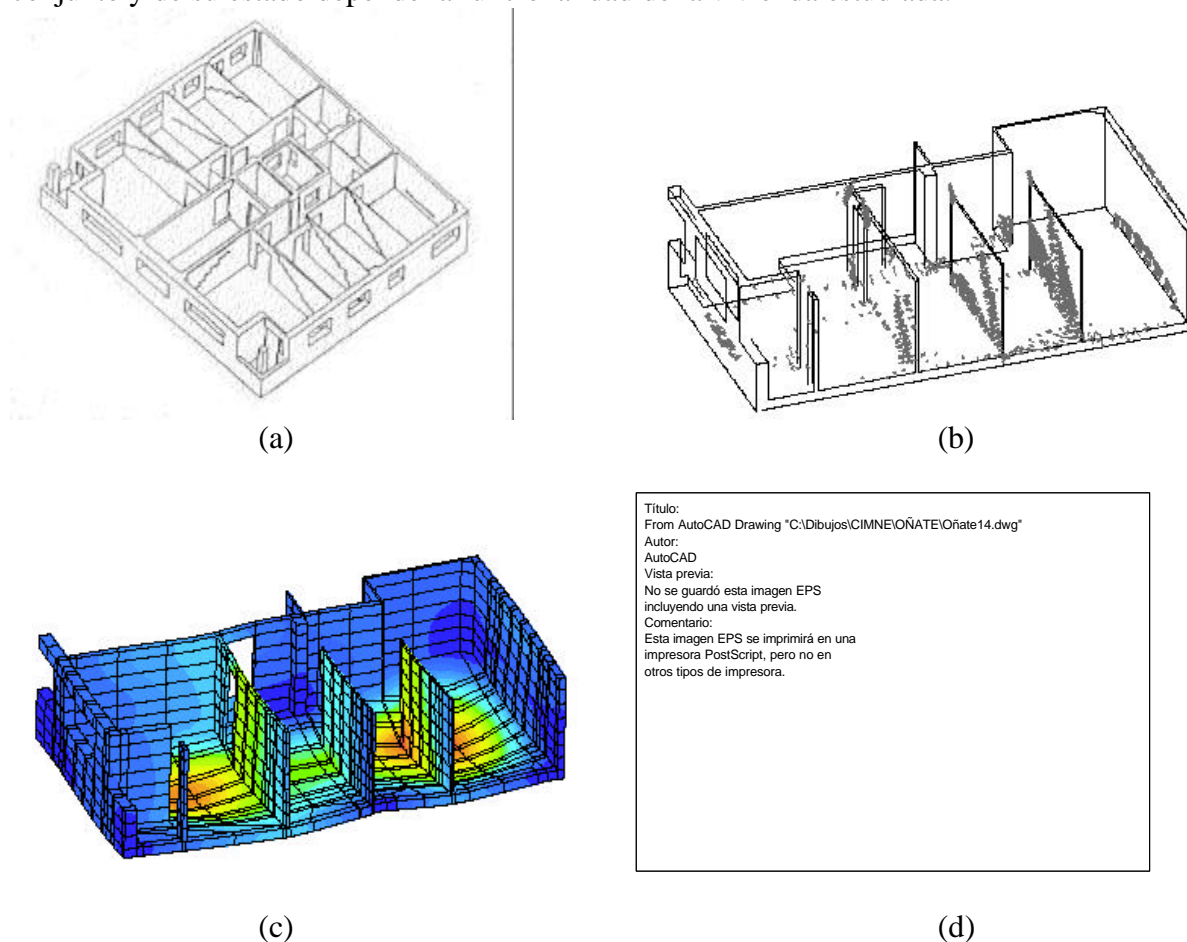 (a)
(b)
Título:
From AutoCAD Drawing "C:\Dibujos\CIMNE\OÑATE\Oñate14.dwg"
Autor:
AutoCAD
Vista previa:
No se guardó esta imagen EPS
incluyendo una vista previa.
Comentario:
Esta imagen EPS se imprimirá en una
impresora PostScript, pero no en
otros tipos de impresora.
(c)
(d)